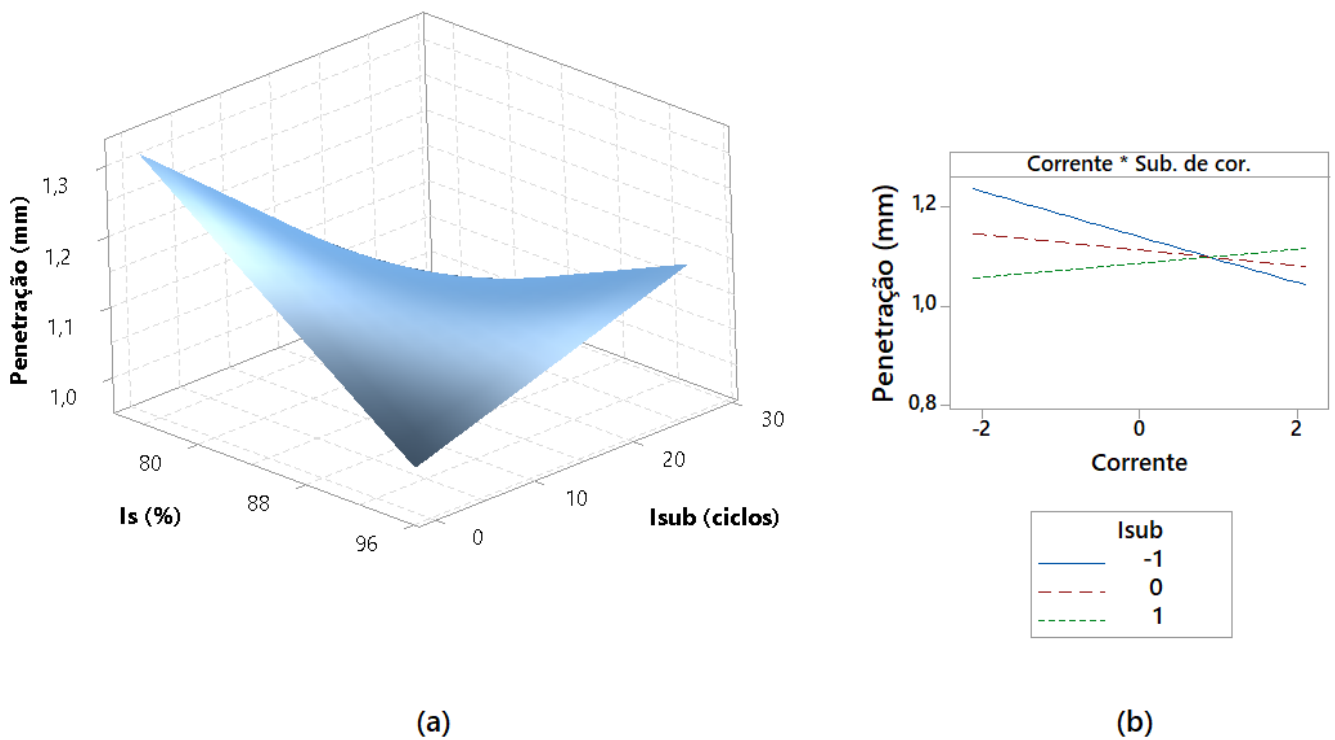 1,3
1,2
1,1
1,0
Penetração (mm)
80
88
96
Is (%)
0
10
20
30
Isub (ciclos)
(a)
Corrente * Sub. de cor.
1,2
1,0
0,8
Penetração (mm)
-2
0
2
Corrente
Isub
-1
0
1
(b)